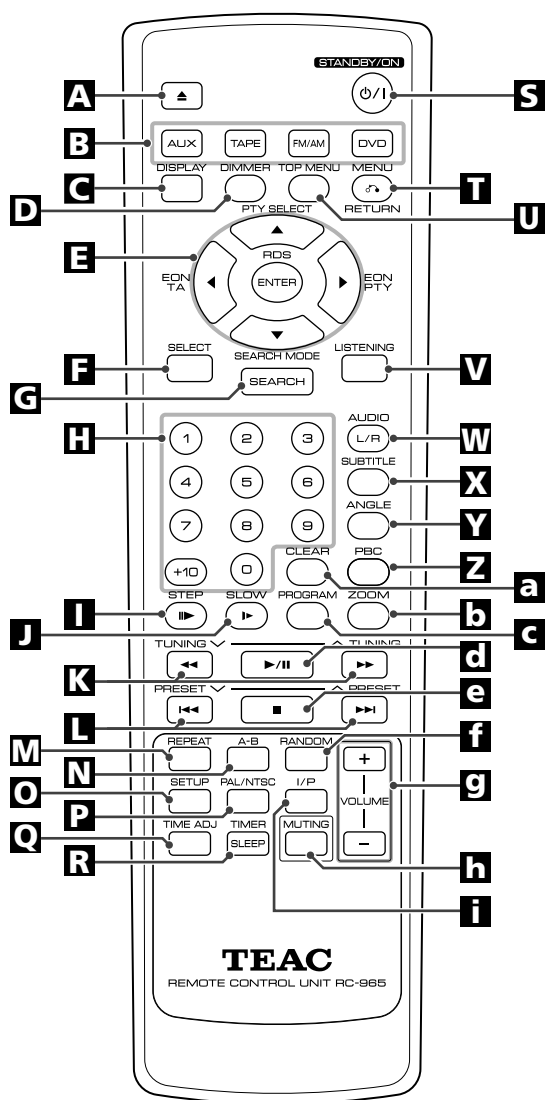 STANDBY/ON
A
S
B
AUX TAPE FM/AM DVD
C
DISPLAY DIMMER TOP MENU MENU
T
D
PTY SELECT RETURN
U
E
RDS
EON TA
ENTER
EON PTY
SELECT
LISTENING
F
SEARCH MODE
V
G
SEARCH
H
AUDIO
1 2 3
L/R
W
SUBTITLE
4 5 6
X
ANGLE
7 8 9
Y
CLEAR PBC
Z
+10 0
a
STEP SLOW PROGRAM ZOOM
I
b
J
c
TUNING TUNING
d
K
PRESET PRESET
e
L
REPEAT A-B RANDOM
f
M
N
+
VOLUME
−
g
SETUP PAL/NTSC I/P
O
P
TIME ADJ TIMER MUTING
Q
R
SLEEP
h
i
TEAC
REMOTE CONTROL UNIT RC-965